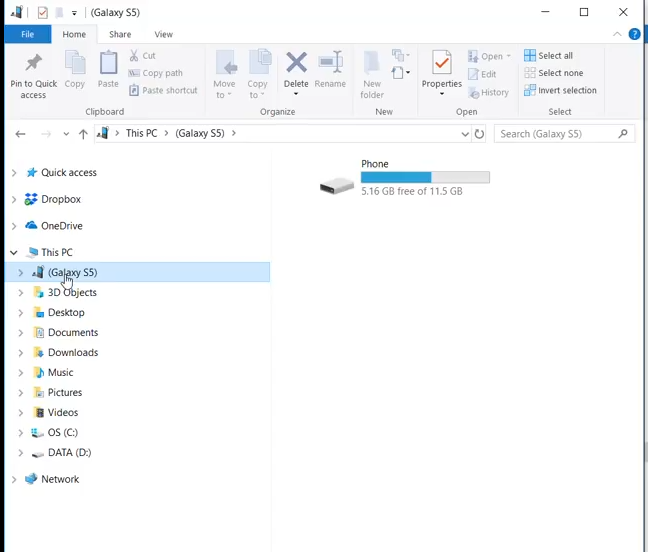 (Galaxy S5)
File Home Share View
Pin to Quick access
Copy
Paste
Cut
Copy path
Paste shortcut
Clipboard
Move to
Copy to
Delete
Rename
Organize
New folder
New
Properties
Open
Edit
History
Open
Select all
Select none
Invert selection
Select
This PC > (Galaxy S5) >
Search (Galaxy S5)
Quick access
Dropbox
OneDrive
This PC
(Galaxy S5)
3D Objects
Desktop
Documents
Downloads
Music
Pictures
Videos
OS (C:)
DATA (D:)
Network
Phone
5.16 GB free of 11.5 GB